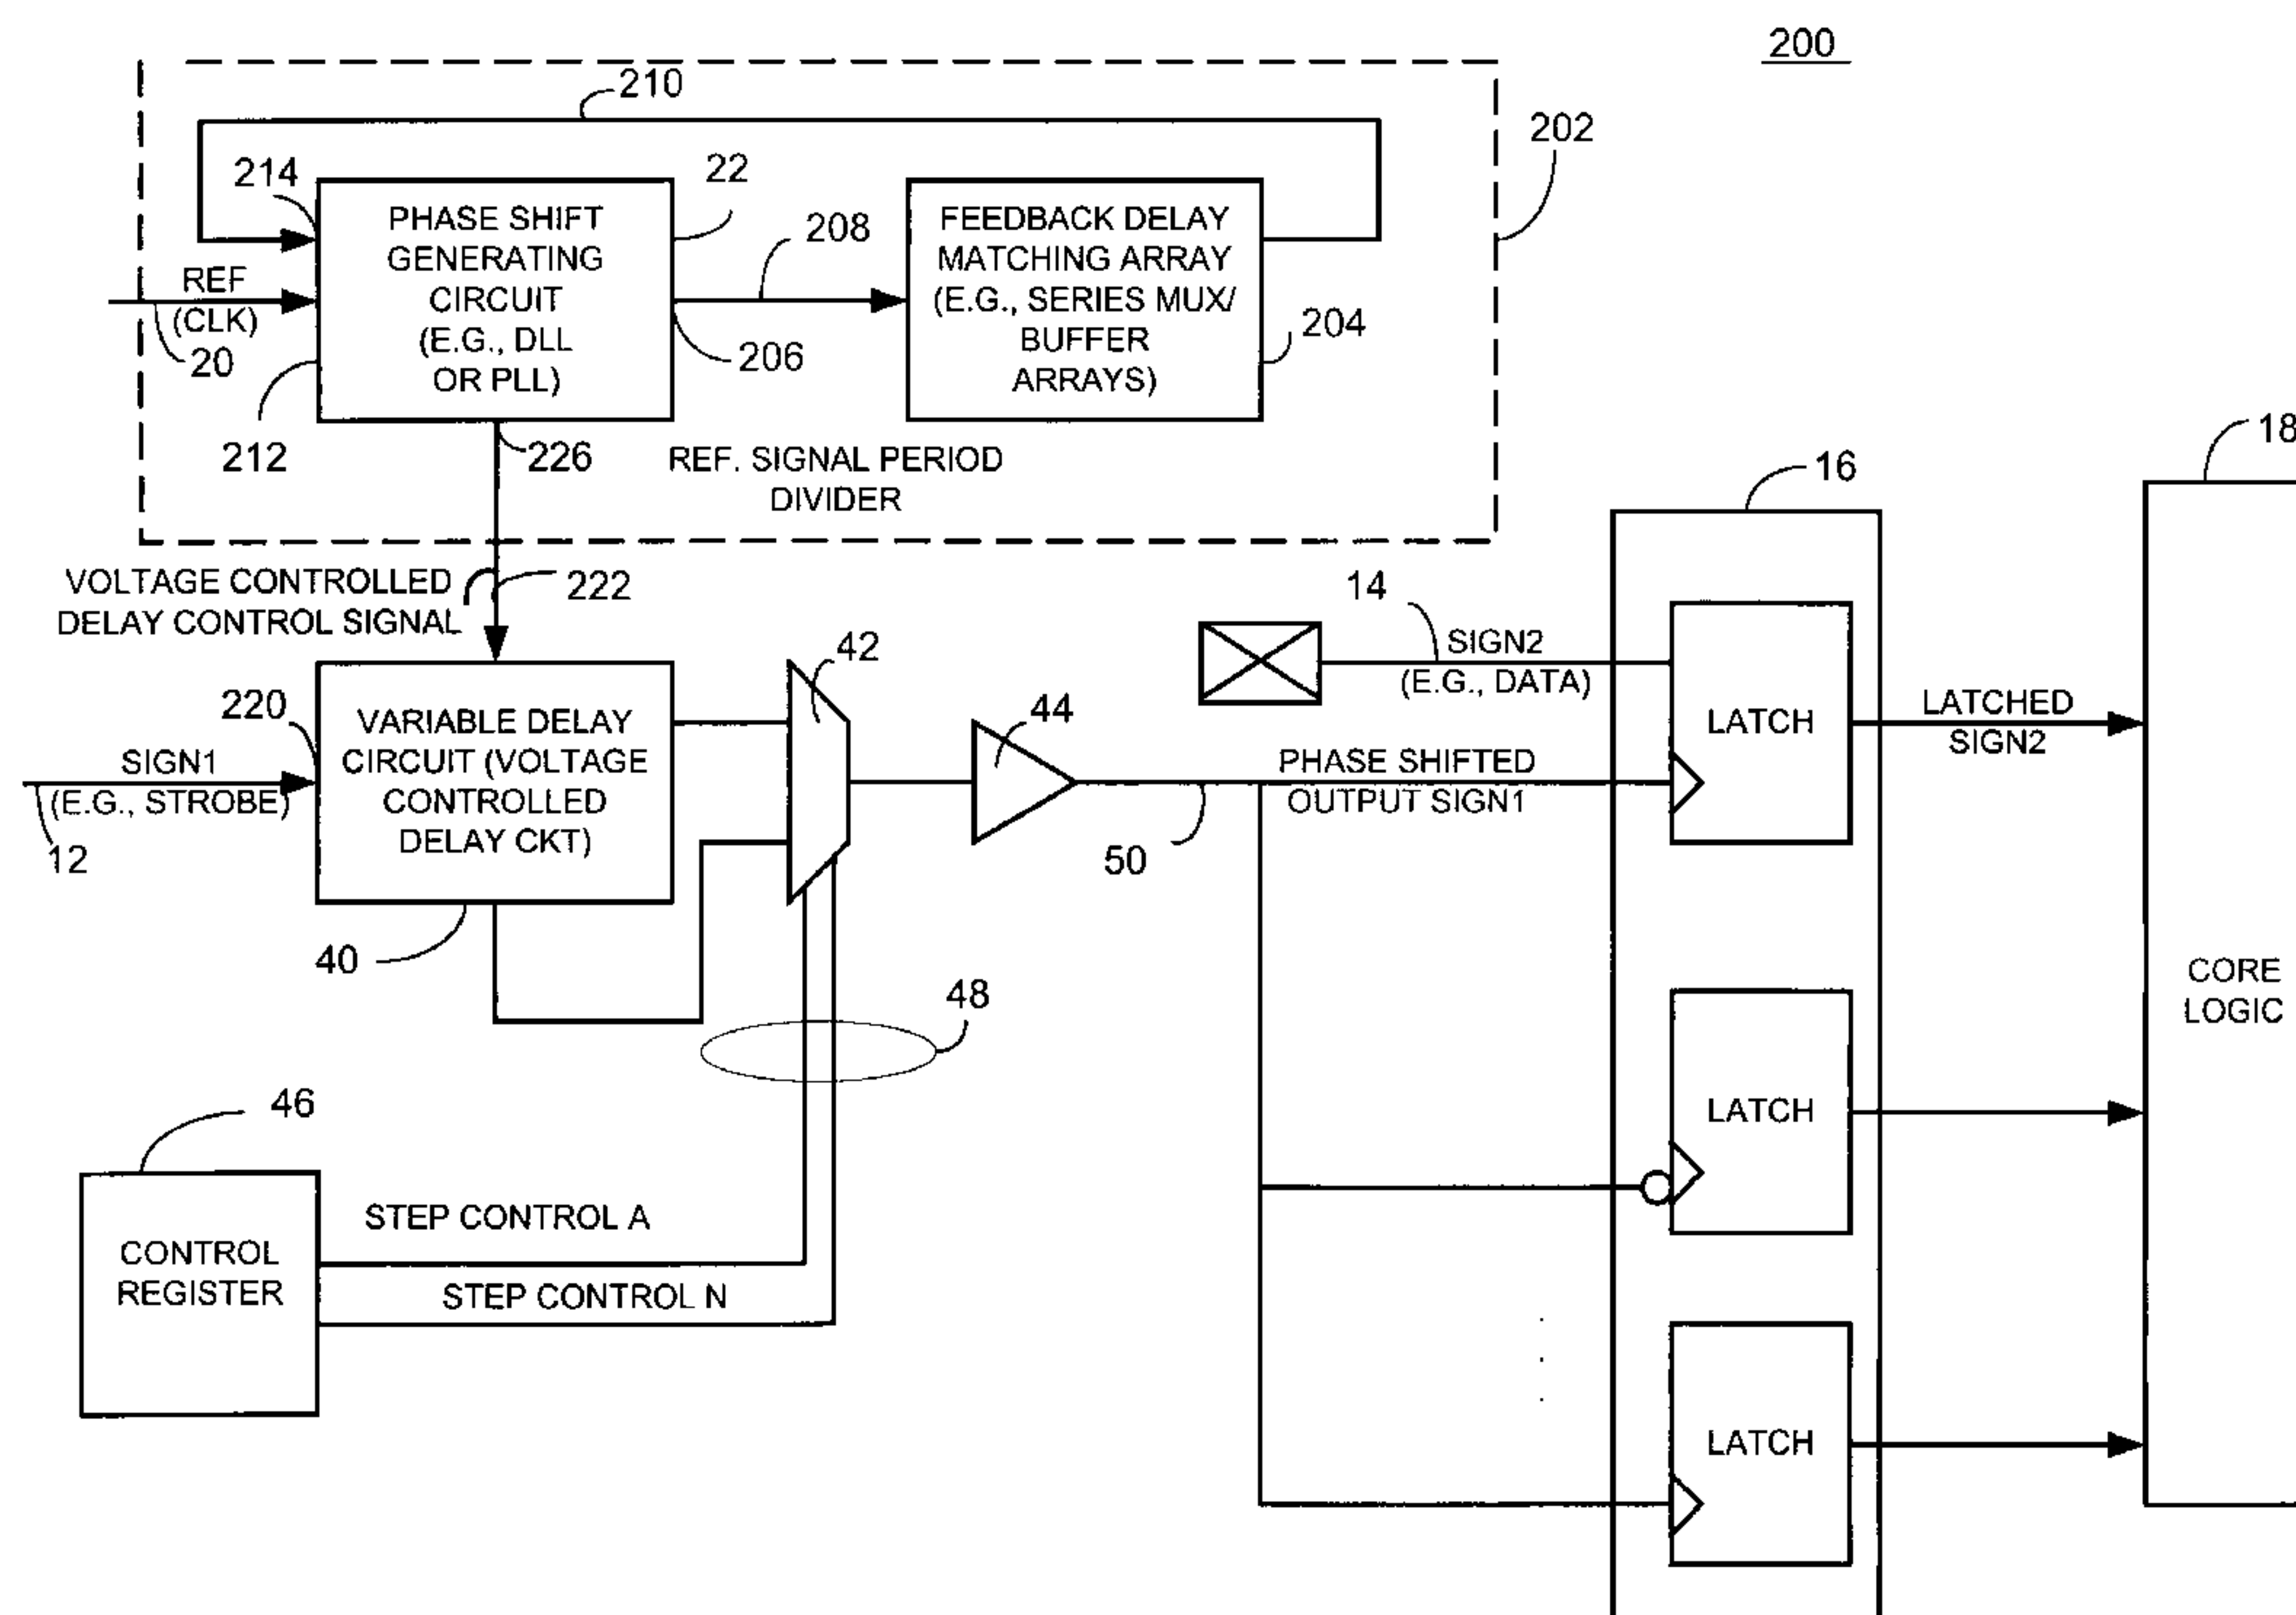 200
210
202
214
22
PHASE SHIFT
GENERATING
CIRCUIT
(E.G., DLL
OR PLL)
208
FEEDBACK DELAY
MATCHING ARRAY
(E.G., SERIES MUX/
BUFFER
ARRAYS)
204
REF
(CLK)
20
206
212
226
REF. SIGNAL PERIOD
DIVIDER
18
16
VOLTAGE CONTROLLED
DELAY CONTROL SIGNAL
222
14
SIGN2
(E.G., DATA)
42
220
VARIABLE DELAY
CIRCUIT (VOLTAGE
CONTROLLED
DELAY CKT)
44
LATCH
LATCHED
SIGN2
SIGN1
(E.G., STROBE)
12
PHASE SHIFTED
OUTPUT SIGN1
50
40
48
CORE
LOGIC
46
LATCH
STEP CONTROL A
CONTROL
REGISTER
STEP CONTROL N
LATCH